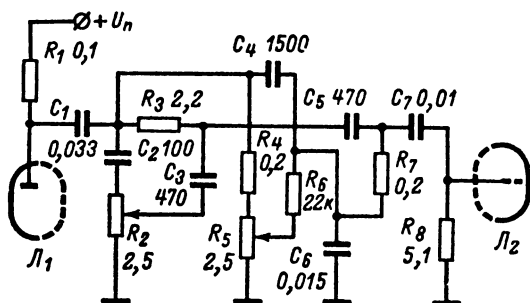 +Uп
R1 0,1
C1
0,033
Л1
C2 100
R3 2,2
C3
470
R2
2,5
C4 1500
R4
0,2
R5
2,5
R6
22к
C6
0,015
C5 470
R7
0,2
C7 0,01
R8
5,1
Л2